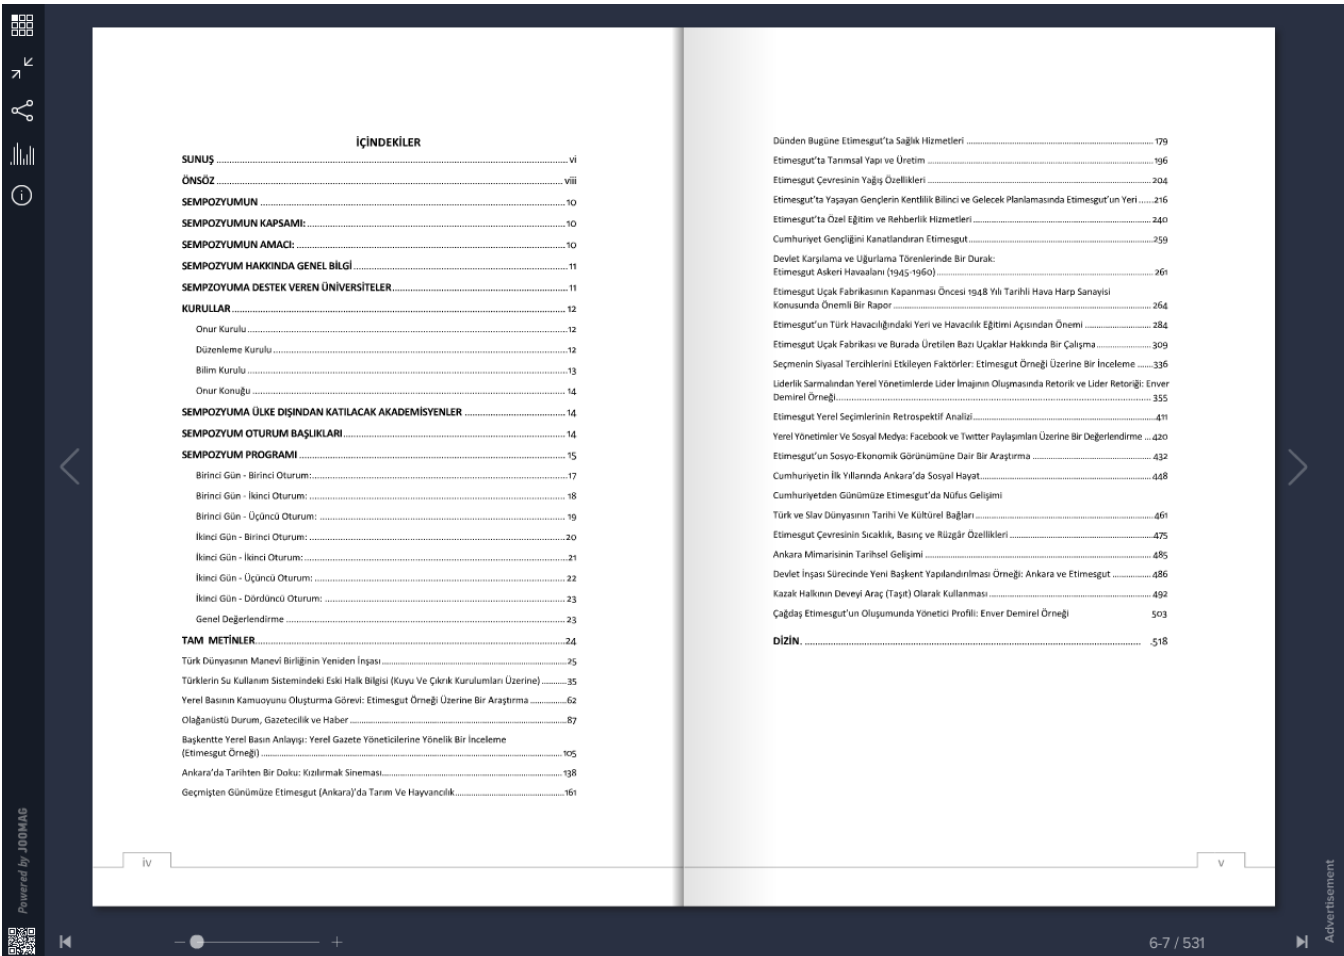 İÇİNDEKİLER
SUNUŞ ........ vi
ÖNSÖZ ........ viii
SEMPOZYUMUN ........ 10
SEMPOZYUMUN KAPSAMI: ........ 10
SEMPOZYUMUN AMACI: ........ 10
SEMPOZYUM HAKKINDA GENEL BİLGİ ........ 11
SEMPZOYUMA DESTEK VEREN ÜNİVERSİTELER ........ 11
KURULLAR ........ 12
Onur Kurulu ........ 12
Düzenleme Kurulu ........ 12
Bilim Kurulu ........ 13
Onur Konuğu ........ 14
SEMPOZYUMA ÜLKE DIŞINDAN KATILACAK AKADEMİSYENLER ........ 14
SEMPOZYUM OTURUM BAŞLIKLARI ........ 14
SEMPOZYUM PROGRAMI ........ 15
Birinci Gün - Birinci Oturum: ........ 17
Birinci Gün - İkinci Oturum: ........ 18
Birinci Gün - Üçüncü Oturum: ........ 19
İkinci Gün - Birinci Oturum: ........ 20
İkinci Gün - İkinci Oturum: ........ 21
İkinci Gün - Üçüncü Oturum: ........ 22
İkinci Gün - Dördüncü Oturum: ........ 23
Genel Değerlendirme ........ 23
TAM METİNLER ........ 24
Türk Dünyasının Manevi Birliğinin Yeniden İnşası ........ 25
Türklerin Su Kullanım Sistemindeki Eski Halk Bilgisi (Kuyu Ve Çıkrık Kurulumları Üzerine) ........ 35
Yerel Basının Kamuoyunu Oluşturma Görevi: Etimesgut Örneği Üzerine Bir Araştırma ........ 62
Olağanüstü Durum, Gazetecilik ve Haber ........ 87
Başkentte Yerel Basın Anlayışı: Yerel Gazete Yöneticilerine Yönelik Bir İnceleme
(Etimesgut Örneği) ........ 105
Ankara'da Tarihten Bir Doku: Kızılırmak Sineması ........ 138
Geçmişten Günümüze Etimesgut (Ankara)'da Tarım Ve Hayvancılık ........ 161
iv
Dünden Bugüne Etimesgut'ta Sağlık Hizmetleri ........ 179
Etimesgut'ta Tarımsal Yapı ve Üretim ........ 196
Etimesgut Çevresinin Yağış Özellikleri ........ 204
Etimesgut'ta Yaşayan Gençlerin Kentlilik Bilinci ve Gelecek Planlamasında Etimesgut'un Yeri ...... 216
Etimesgut'ta Özel Eğitim ve Rehberlik Hizmetleri ........ 240
Cumhuriyet Gençliğini Kanatlandıran Etimesgut ........ 259
Devlet Karşılama ve Uğurlama Törenlerinde Bir Durak:
Etimesgut Askeri Havaalanı (1945-1960) ........ 261
Etimesgut Uçak Fabrikasının Kapanması Öncesi 1948 Yılı Tarihli Hava Harp Sanayisi
Konusunda Önemli Bir Rapor ........ 264
Etimesgut'un Türk Havacılığındaki Yeri ve Havacılık Eğitimi Açısından Önemi ........ 284
Etimesgut Uçak Fabrikası ve Burada Üretilen Bazı Uçaklar Hakkında Bir Çalışma ........ 309
Seçmenin Siyasal Tercihlerini Etkileyen Faktörler: Etimesgut Örneği Üzerine Bir İnceleme ...... 336
Liderlik Sarmalından Yerel Yönetimlerde Lider İmajının Oluşmasında Retorik ve Lider Retoriği: Enver
Demirel Örneği ........ 355
Etimesgut Yerel Seçimlerinin Retrospektif Analizi ........ 411
Yerel Yönetimler Ve Sosyal Medya: Facebook ve Twıtter Paylaşımları Üzerine Bir Değerlendirme ... 420
Etimesgut'un Sosyo-Ekonomik Görünümüne Dair Bir Araştırma ........ 432
Cumhuriyetin İlk Yıllarında Ankara'da Sosyal Hayat ........ 448
Cumhuriyetden Günümüze Etimesgut'da Nüfus Gelişimi
Türk ve Slav Dünyasının Tarihi Ve Kültürel Bağları ........ 461
Etimesgut Çevresinin Sıcaklık, Basınç ve Rüzgâr Özellikleri ........ 475
Ankara Mimarisinin Tarihsel Gelişimi ........ 485
Devlet İnşası Sürecinde Yeni Başkent Yapılandırılması Örneği: Ankara ve Etimesgut ........ 486
Kazak Halkının Deveyi Araç (Taşıt) Olarak Kullanması ........ 492
Çağdaş Etimesgut'un Oluşumunda Yönetici Profili: Enver Demirel Örneği 503
DİZİN. ........ .518
v
Powered by JOOMAG
6-7 / 531
Advertisement